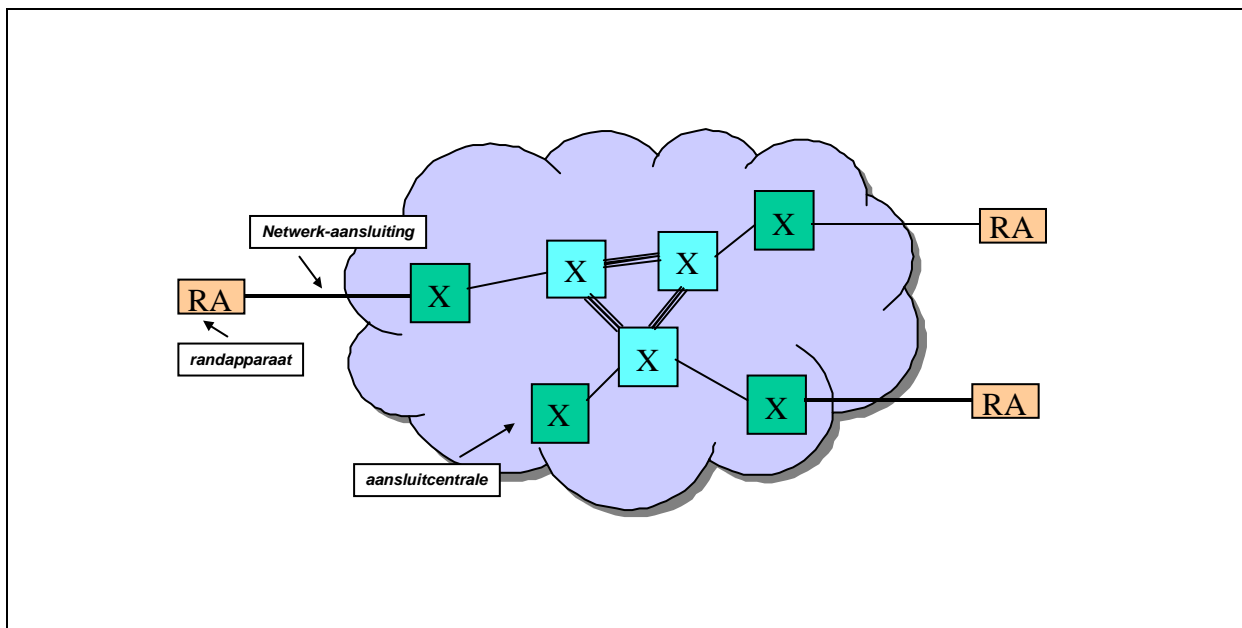 X
RA
Netwerk-aansluiting
X
X
X
RA
randapparaat
X
X
X
RA
aansluitcentrale